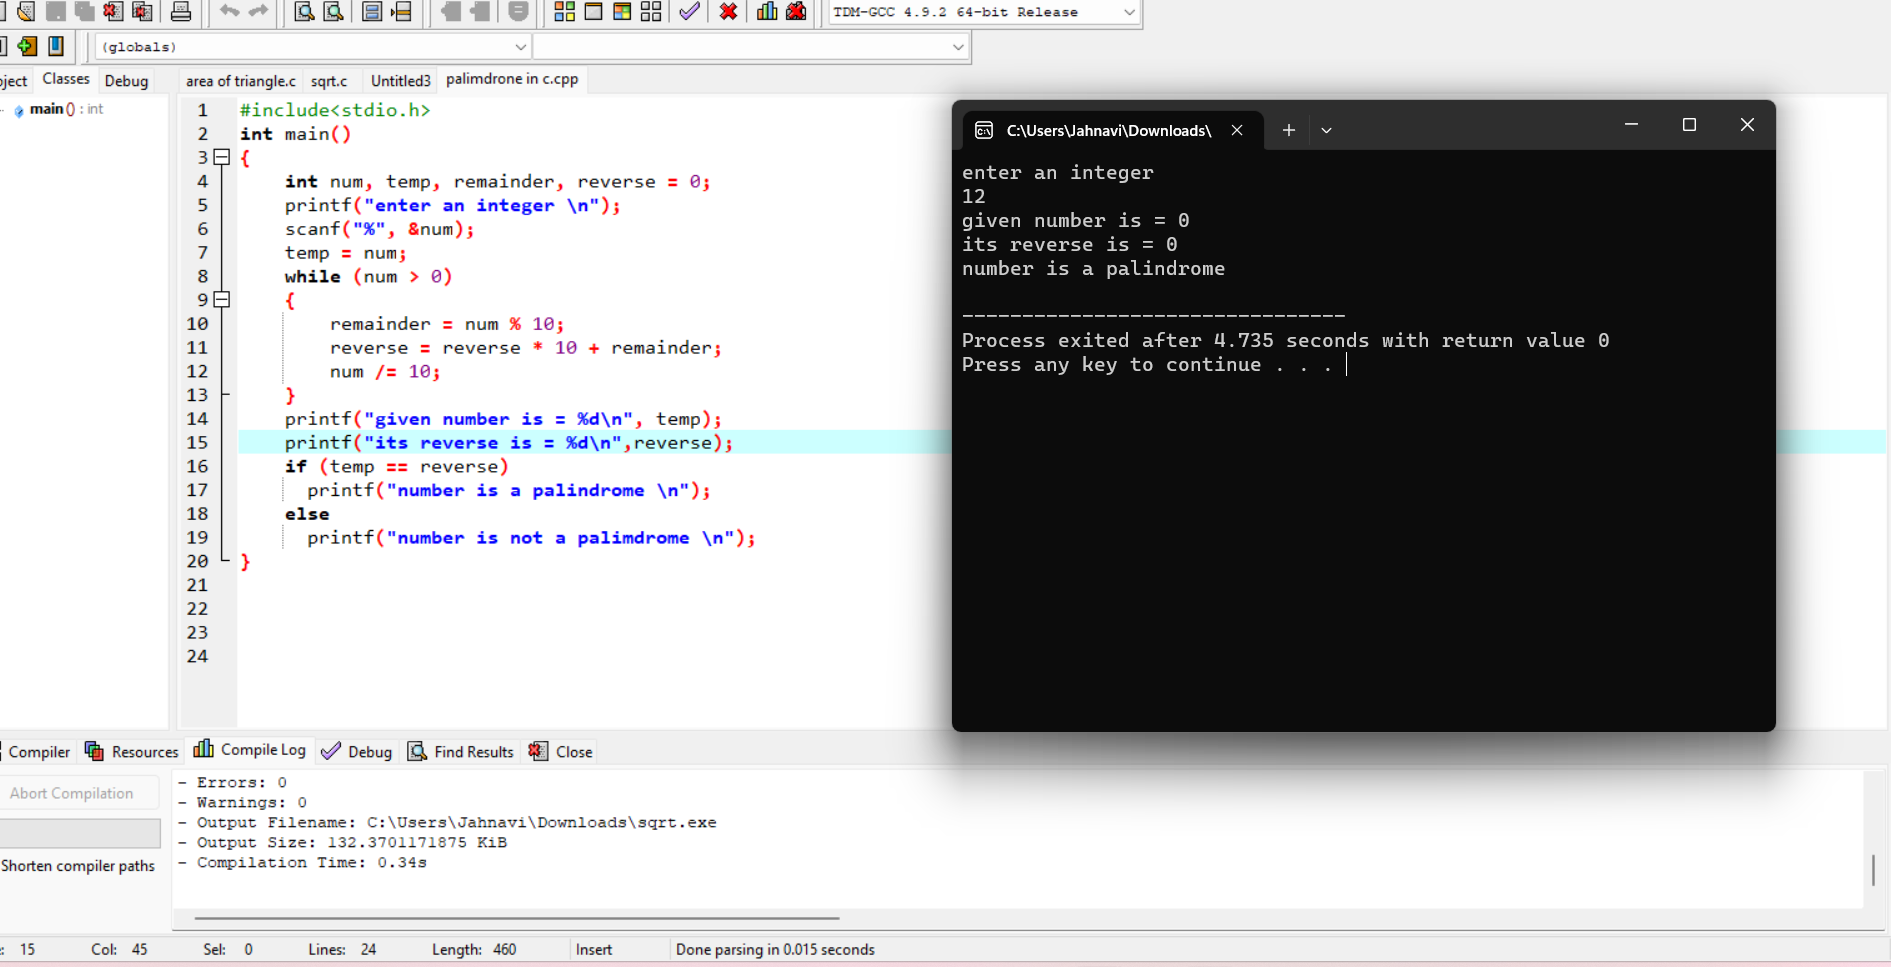 TDM-GCC 4.9.2 64-bit Release
(globals)
Classes Debug
area of triangle.c sqrt.c Untitled3 palimdrone in c.cpp
main () : int
1 #include<stdio.h>
2 int main()
3 {
4 int num, temp, remainder, reverse = 0;
5 printf("enter an integer \n");
6 scanf("%", &num);
7 temp = num;
8 while (num > 0)
9 {
10 remainder = num % 10;
11 reverse = reverse * 10 + remainder;
12 num /= 10;
13 }
14 printf("given number is = %d\n", temp);
15 printf("its reverse is = %d\n",reverse);
16 if (temp == reverse)
17 printf("number is a palindrome \n");
18 else
19 printf("number is not a palimdrome \n");
20 }
21
22
23
24
C:\Users\Jahnavi\Downloads\
enter an integer
12
given number is = 0
its reverse is = 0
number is a palindrome
--------------------------------
Process exited after 4.735 seconds with return value 0
Press any key to continue . . .
Compiler Resources Compile Log Debug Find Results Close
Abort Compilation
Shorten compiler paths
- Errors: 0
- Warnings: 0
- Output Filename: C:\Users\Jahnavi\Downloads\sqrt.exe
- Output Size: 132.3701171875 KiB
- Compilation Time: 0.34s
15 Col: 45 Sel: 0 Lines: 24 Length: 460 Insert Done parsing in 0.015 seconds